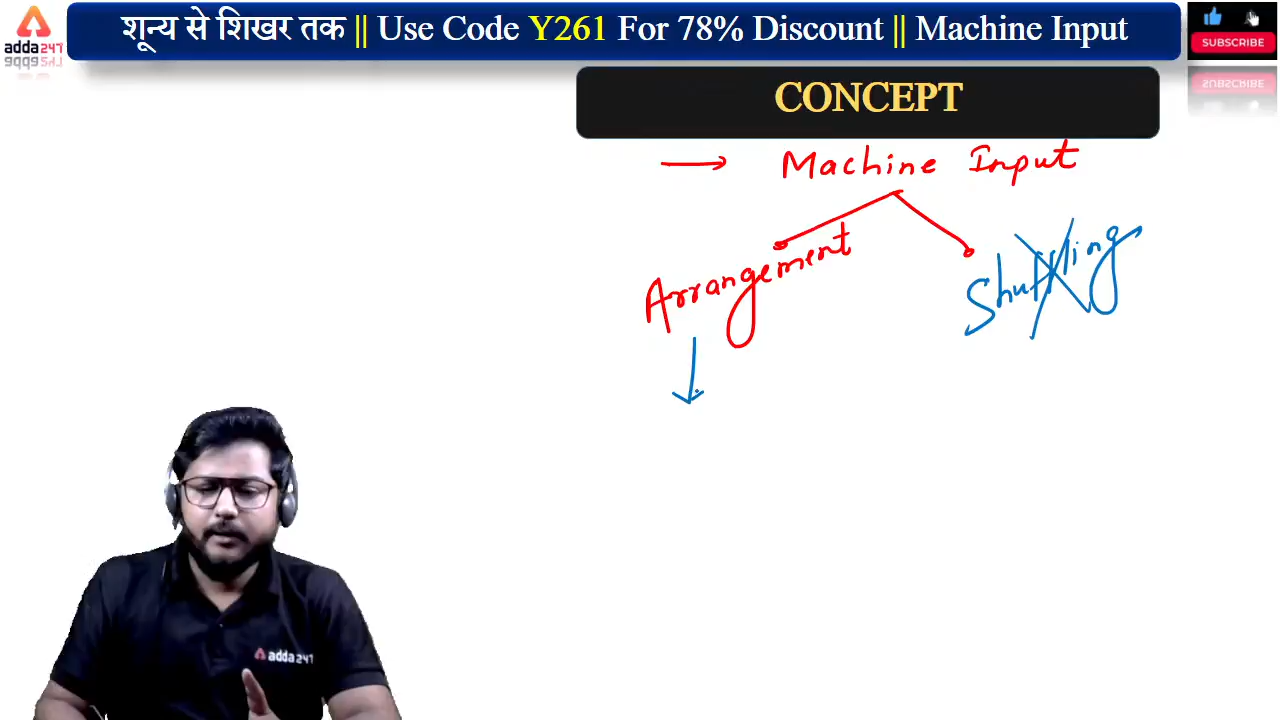 शून्य से शिखर तक || Use Code Y261 For 78% Discount || Machine Input
adda247
SUBSCRIBE
CONCEPT
→ Machine Input
Arrangement
Shuffling
adda247